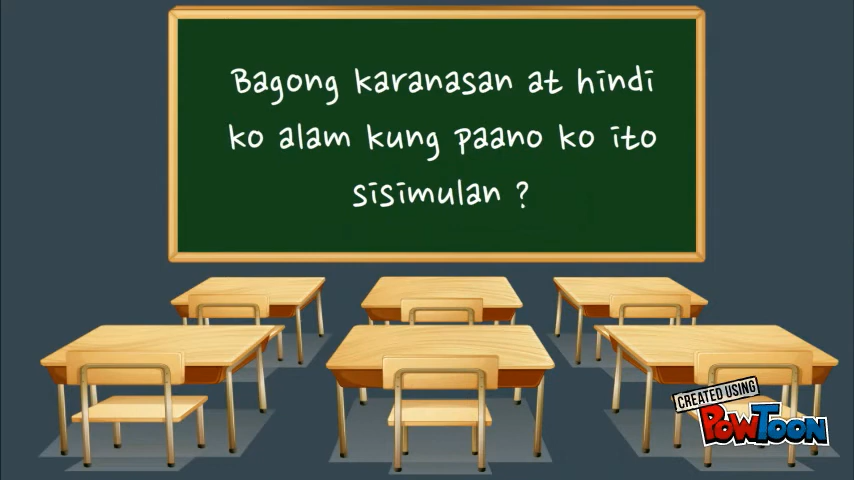 Bagong karanasan at hindi
ko alam kung paano ko ito
sisimulan ?
CREATED USING
POWTOON